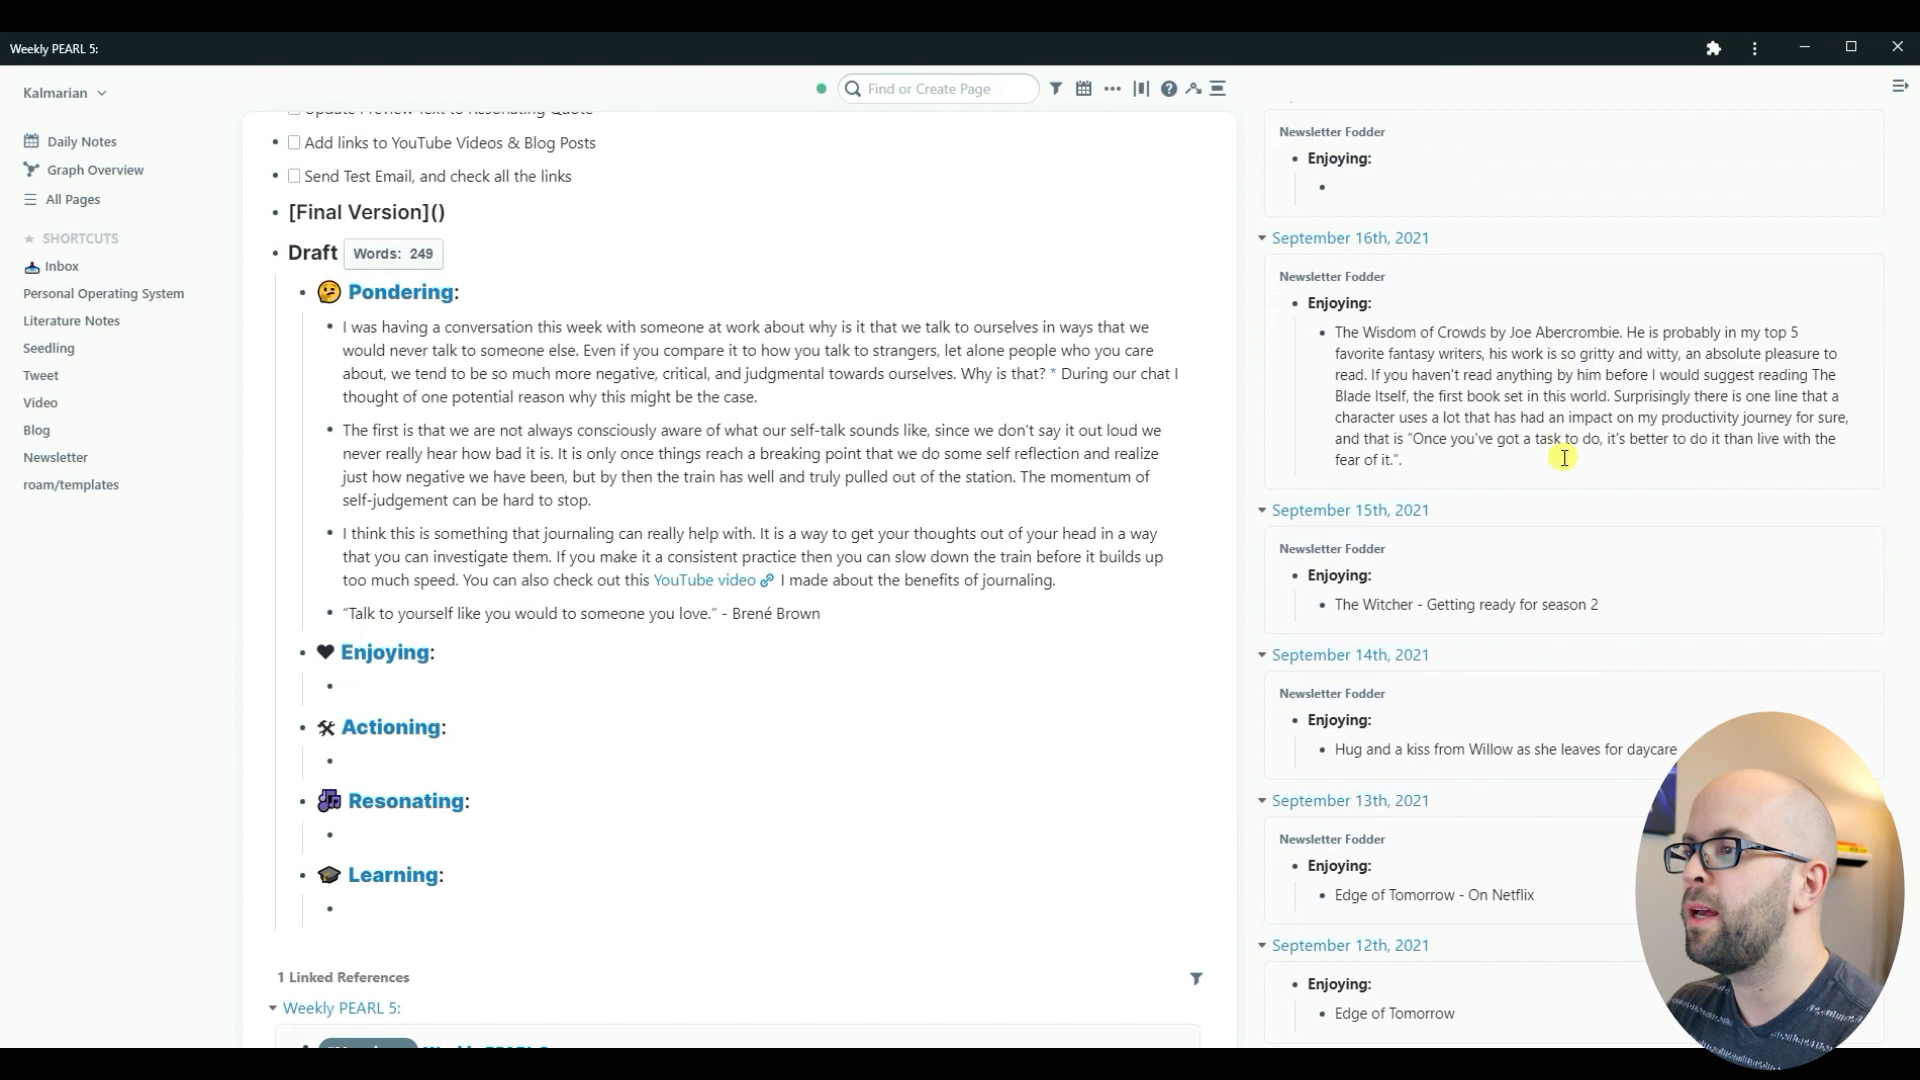 Weekly PEARL 5:
Kalmarian
Find or Create Page
Daily Notes
Graph Overview
All Pages
SHORTCUTS
Inbox
Personal Operating System
Literature Notes
Seedling
Tweet
Video
Blog
Newsletter
roam/templates
Update Preview Text to Resonating Quote
Add links to YouTube Videos & Blog Posts
Send Test Email, and check all the links
[Final Version]()
Draft Words: 249
Pondering:
I was having a conversation this week with someone at work about why is it that we talk to ourselves in ways that we
would never talk to someone else. Even if you compare it to how you talk to strangers, let alone people who you care
about, we tend to be so much more negative, critical, and judgmental towards ourselves. Why is that? * During our chat I
thought of one potential reason why this might be the case.
The first is that we are not always consciously aware of what our self-talk sounds like, since we don't say it out loud we
never really hear how bad it is. It is only once things reach a breaking point that we do some self reflection and realize
just how negative we have been, but by then the train has well and truly pulled out of the station. The momentum of
self-judgement can be hard to stop.
I think this is something that journaling can really help with. It is a way to get your thoughts out of your head in a way
that you can investigate them. If you make it a consistent practice then you can slow down the train before it builds up
too much speed. You can also check out this YouTube video I made about the benefits of journaling.
“Talk to yourself like you would to someone you love.” - Brené Brown
Enjoying:
Actioning:
Resonating:
Learning:
1 Linked References
Weekly PEARL 5:
Newsletter Fodder
Enjoying:
September 16th, 2021
Newsletter Fodder
Enjoying:
The Wisdom of Crowds by Joe Abercrombie. He is probably in my top 5
favorite fantasy writers, his work is so gritty and witty, an absolute pleasure to
read. If you haven't read anything by him before I would suggest reading The
Blade Itself, the first book set in this world. Surprisingly there is one line that a
character uses a lot that has had an impact on my productivity journey for sure,
and that is “Once you've got a task to do, it's better to do it than live with the
fear of it.”.
September 15th, 2021
Newsletter Fodder
Enjoying:
The Witcher - Getting ready for season 2
September 14th, 2021
Newsletter Fodder
Enjoying:
Hug and a kiss from Willow as she leaves for daycare
September 13th, 2021
Newsletter Fodder
Enjoying:
Edge of Tomorrow - On Netflix
September 12th, 2021
Enjoying:
Edge of Tomorrow